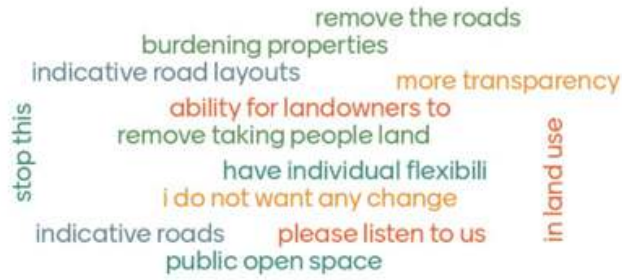 remove the roads
burdening properties
indicative road layouts
more transparency
stop this
ability for landowners to
remove taking people land
in land use
have individual flexibili
i do not want any change
indicative roads
please listen to us
public open space